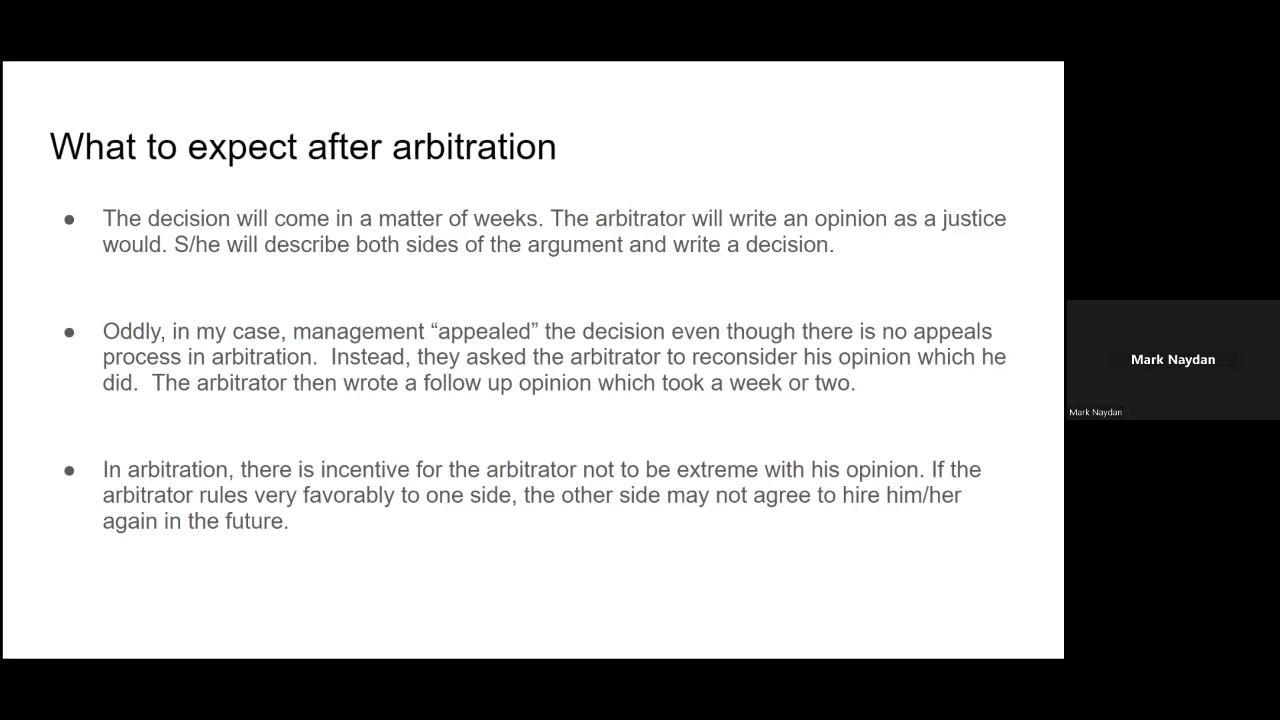 What to expect after arbitration
● The decision will come in a matter of weeks. The arbitrator will write an opinion as a justice
would. S/he will describe both sides of the argument and write a decision.
● Oddly, in my case, management “appealed” the decision even though there is no appeals
process in arbitration.  Instead, they asked the arbitrator to reconsider his opinion which he
did.  The arbitrator then wrote a follow up opinion which took a week or two.
● In arbitration, there is incentive for the arbitrator not to be extreme with his opinion. If the
arbitrator rules very favorably to one side, the other side may not agree to hire him/her
again in the future.
Mark Naydan
Mark Naydan